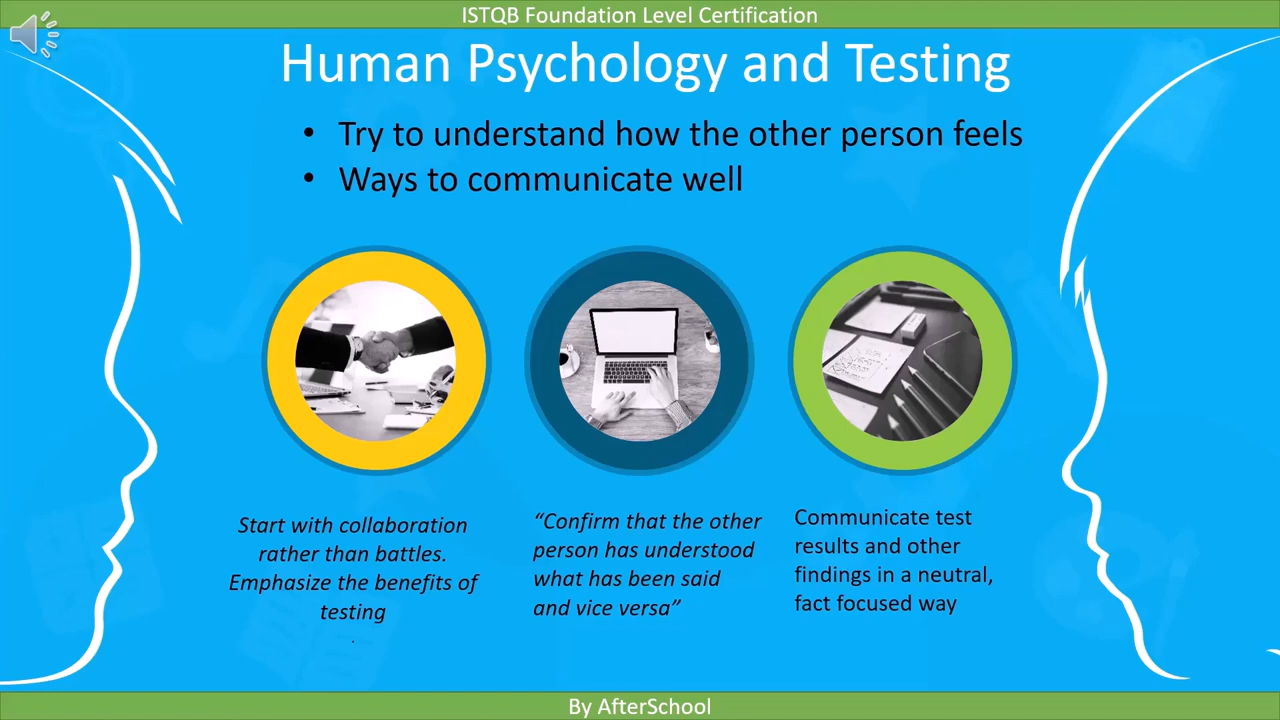 ISTQB Foundation Level Certification
Human Psychology and Testing
• Try to understand how the other person feels
• Ways to communicate well
Start with collaboration
rather than battles.
Emphasize the benefits of
testing
.
“Confirm that the other
person has understood
what has been said
and vice versa”
Communicate test
results and other
findings in a neutral,
fact focused way
By AfterSchool